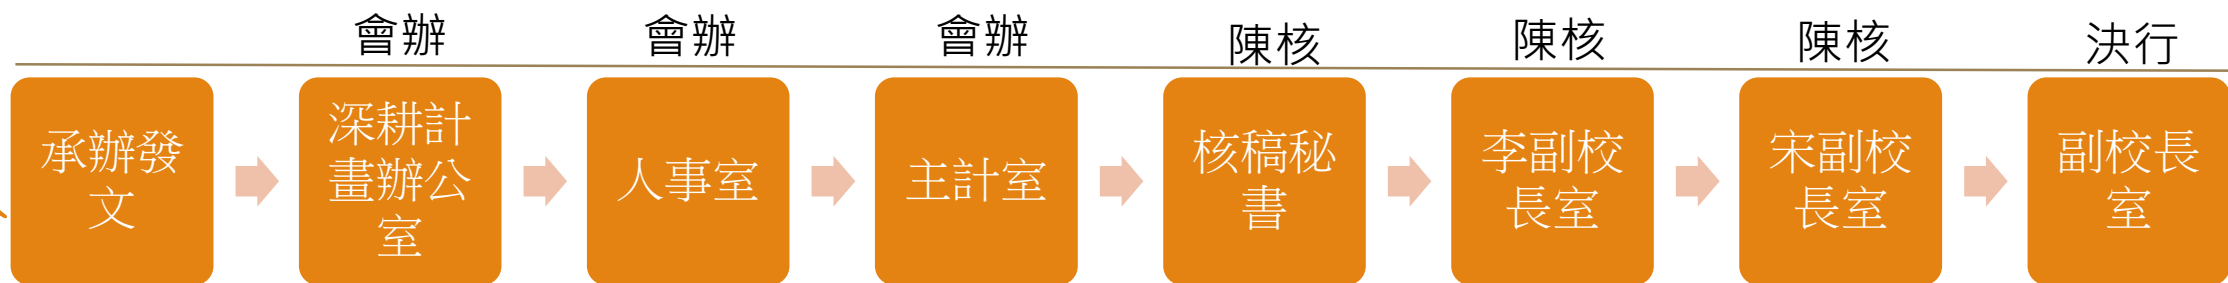 會辦
會辦
會辦
陳核
陳核
陳核
決行
承辦發
文
深耕計
畫辦公
室
人事室
主計室
核稿秘
書
李副校
長室
宋副校
長室
副校長
室